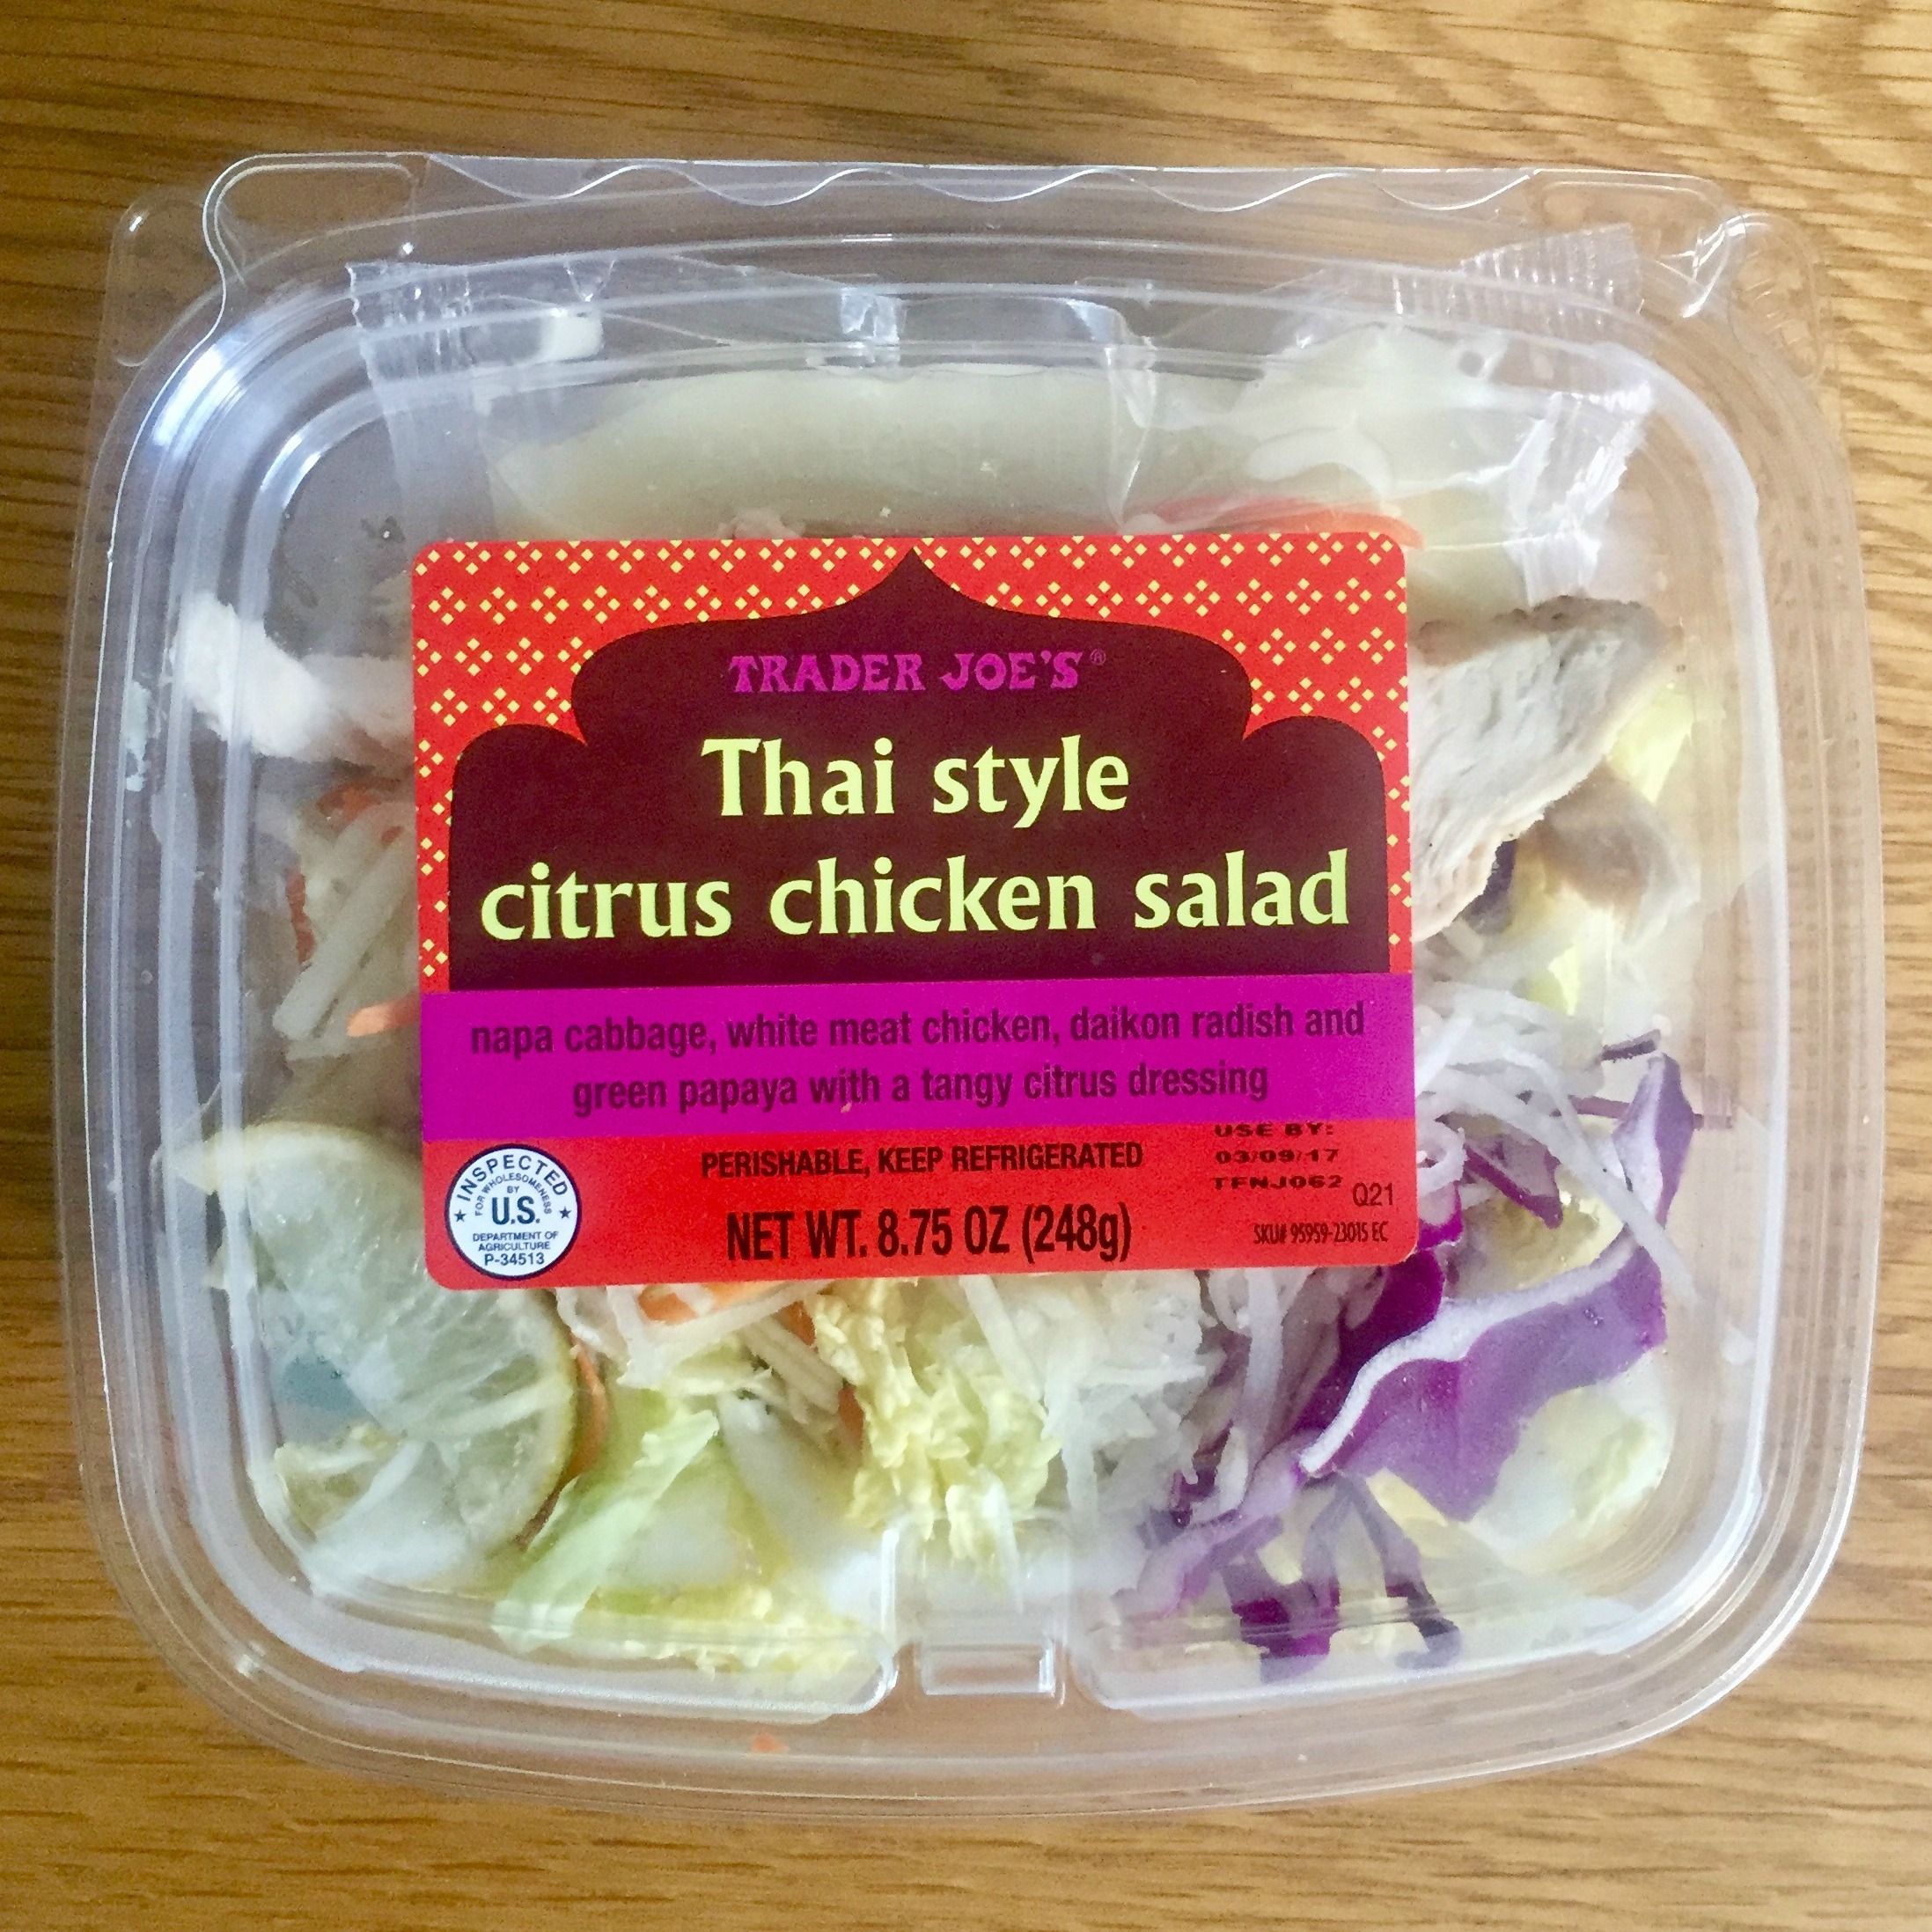 TRADER JOE'S®
Thai style
citrus chicken salad
napa cabbage, white meat chicken, daikon radish and
green papaya with a tangy citrus dressing
PERISHABLE, KEEP REFRIGERATED
NET WT. 8.75 OZ (248g)
USE BY:
03/09/17
TFNJ062
Q21
SKU# 95959-23015 EC
INSPECTED
FOR WHOLESOMENESS
BY
U.S.
DEPARTMENT OF
AGRICULTURE
P-34513